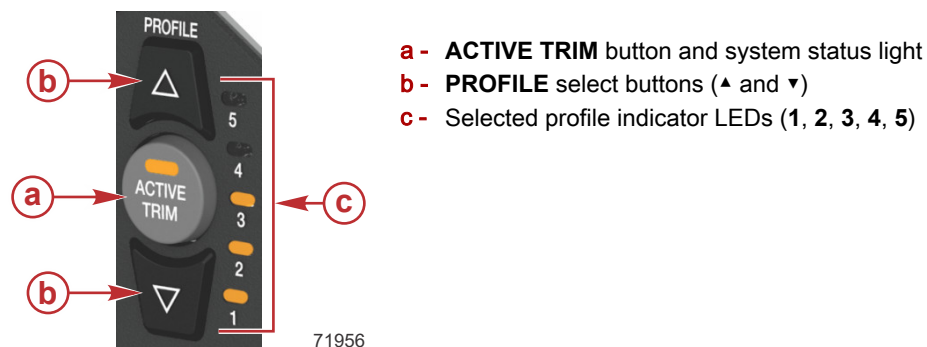 PROFILE
a - ACTIVE TRIM button and system status light
b - PROFILE select buttons (▲ and ▼)
c - Selected profile indicator LEDs (1, 2, 3, 4, 5)
b
5
4
a
ACTIVE
TRIM
3
c
2
b
1
71956